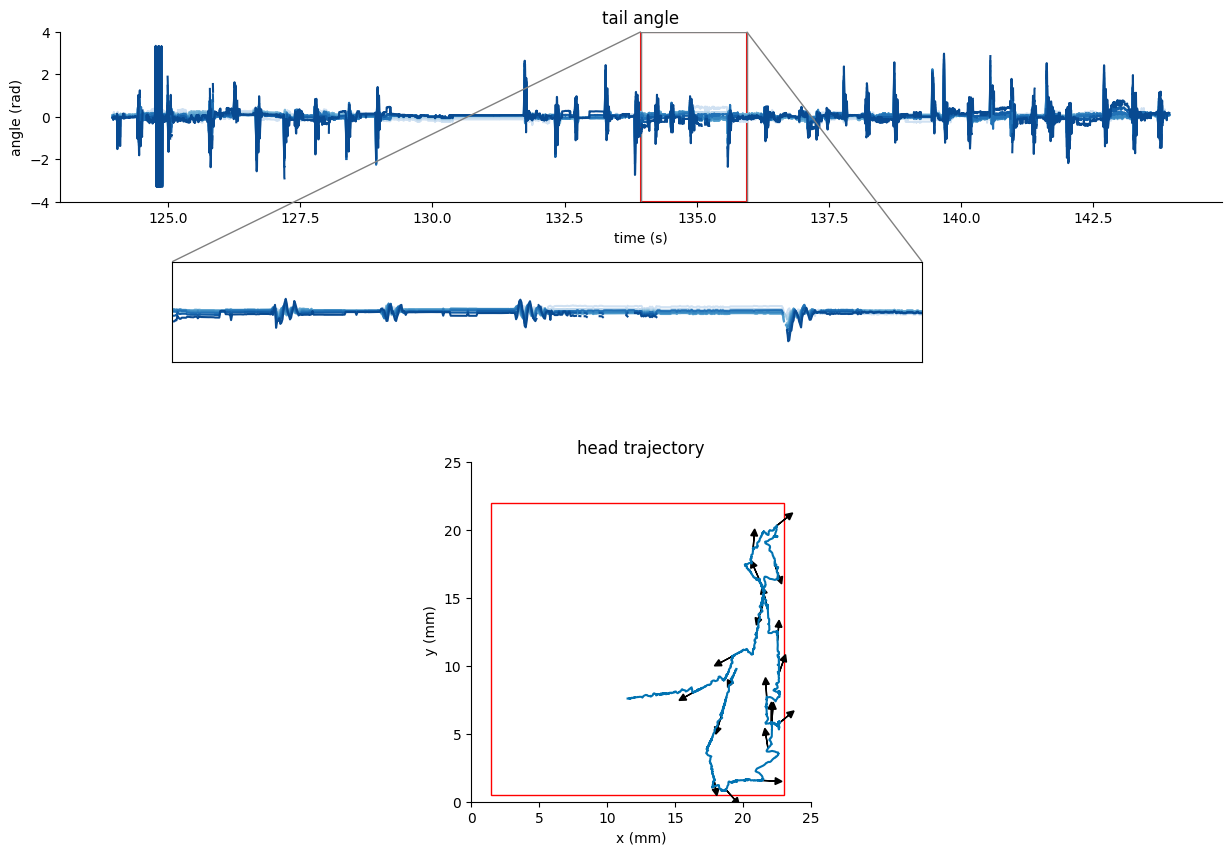 tail angle
4
2
0
−2
−4
angle (rad)
125.0 127.5 130.0 132.5 135.0 137.5 140.0 142.5
time (s)
head trajectory
25
20
15
10
5
0
y (mm)
0 5 10 15 20 25
x (mm)